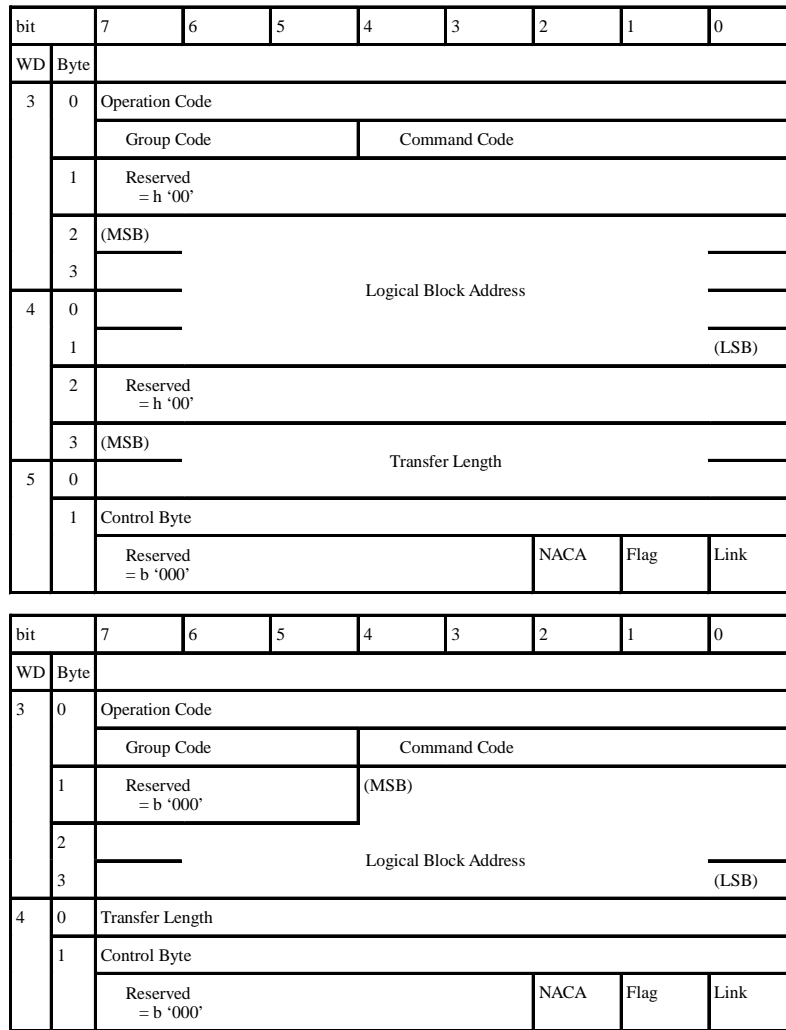 bit 7 6 5 4 3 2 1 0
WD Byte
3 0 Operation Code
Group Code Command Code
1 Reserved
= h ‘00’
2 (MSB)
3
Logical Block Address
4 0
1 (LSB)
2 Reserved
= h ‘00’
3 (MSB)
Transfer Length
5 0
1 Control Byte
Reserved NACA Flag Link
= b ‘000’
bit 7 6 5 4 3 2 1 0
WD Byte
3 0 Operation Code
Group Code Command Code
1 Reserved (MSB)
= b ‘000’
2
Logical Block Address
3 (LSB)
4 0 Transfer Length
1 Control Byte
Reserved NACA Flag Link
= b ‘000’